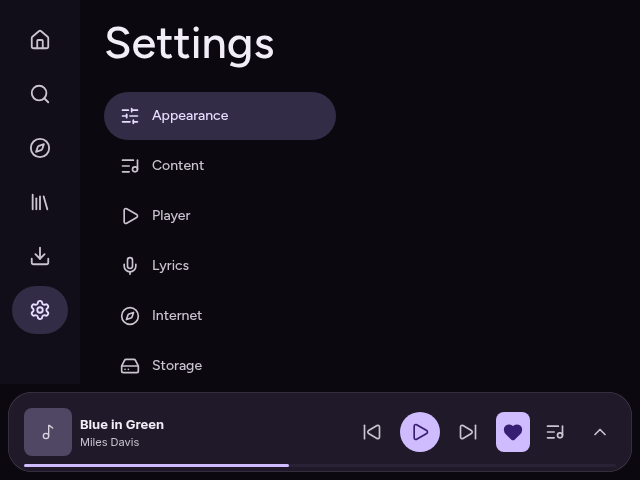 Settings
Appearance
Content
Player
Lyrics
Internet
Storage
Blue in Green
Miles Davis